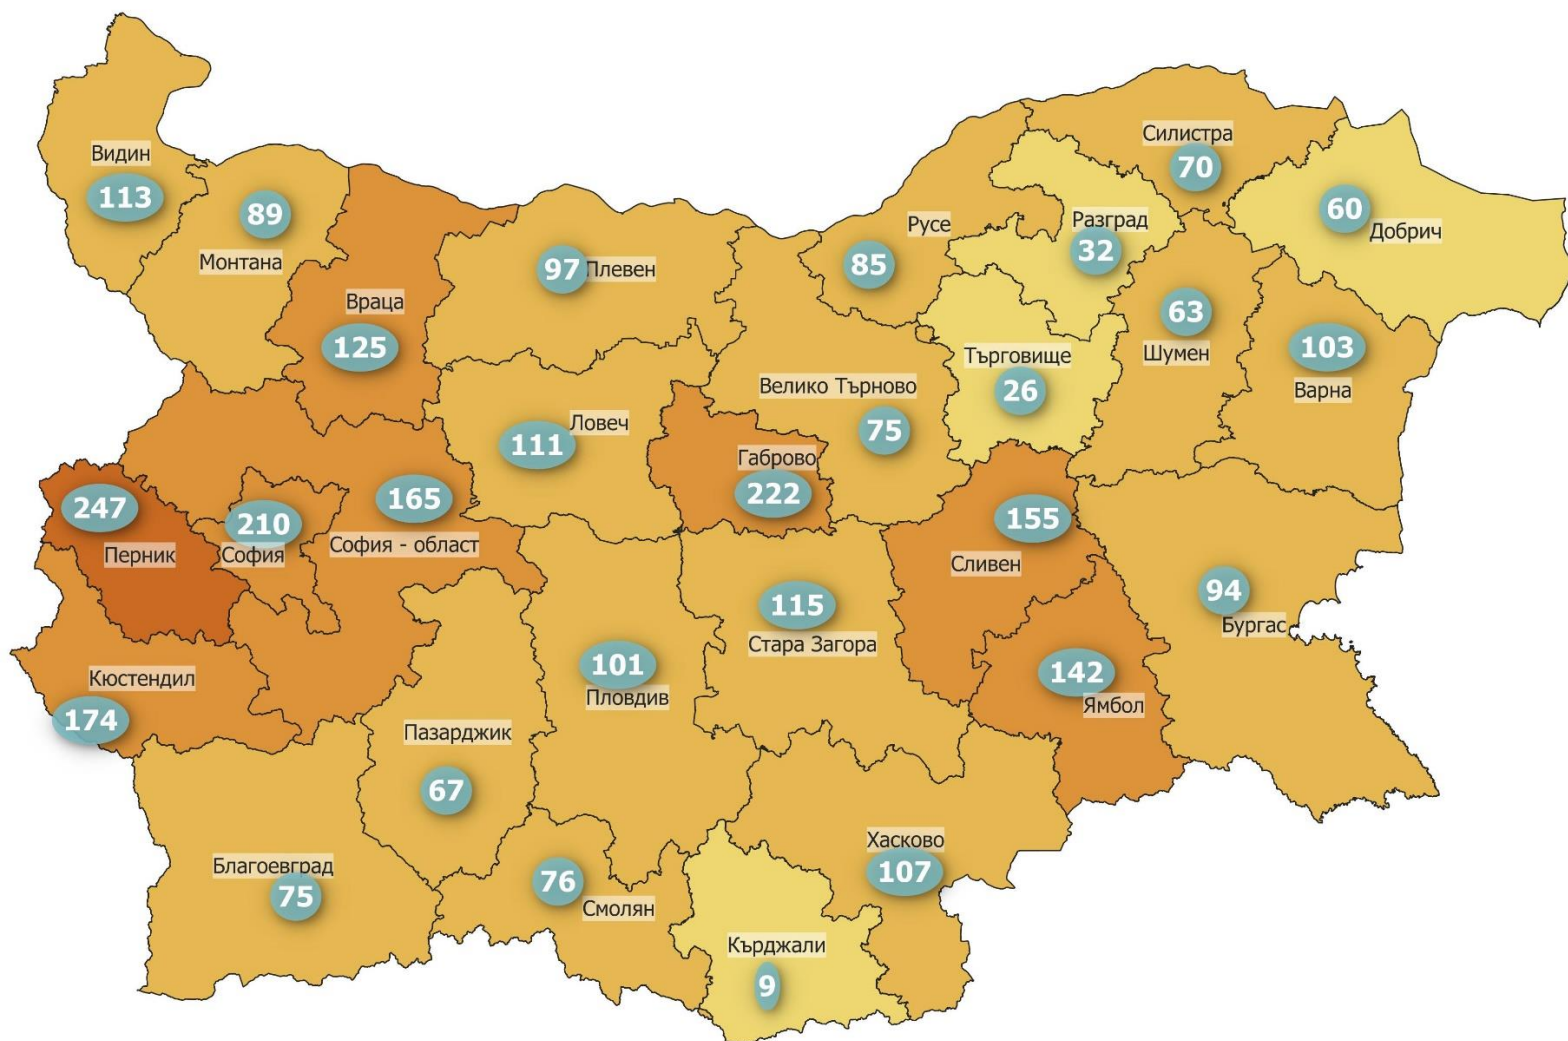 Видин
113
89
Монтана
Враца
125
97
Плевен
Русе
85
Разград
32
Силистра
70
60
Добрич
63
Шумен
103
Варна
Търговище
26
Велико Търново
75
Ловеч
111
Габрово
222
247
Перник
210
София
165
София - област
155
Сливен
94
Бургас
115
Стара Загора
142
Ямбол
101
Пловдив
Кюстендил
174
Пазарджик
67
Благоевград
75
76
Смолян
Хасково
107
Кърджали
9